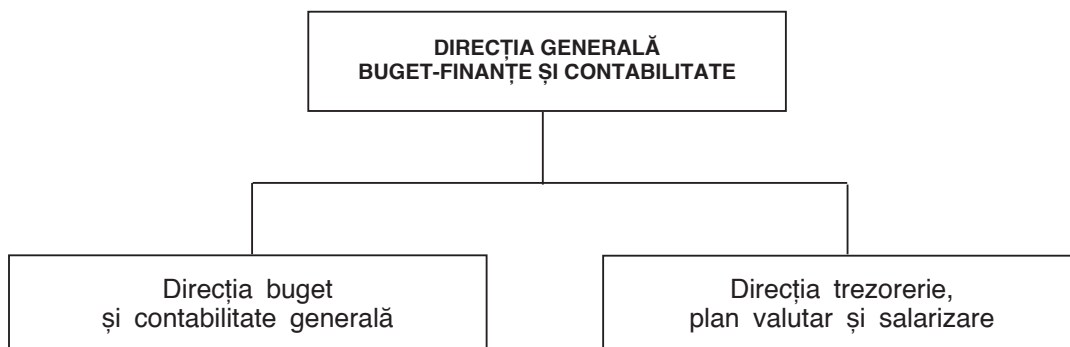 DIRECȚIA GENERALĂ
BUGET-FINANȚE ȘI CONTABILITATE
Direcția buget
și contabilitate generală
Direcția trezorerie,
plan valutar și salarizare